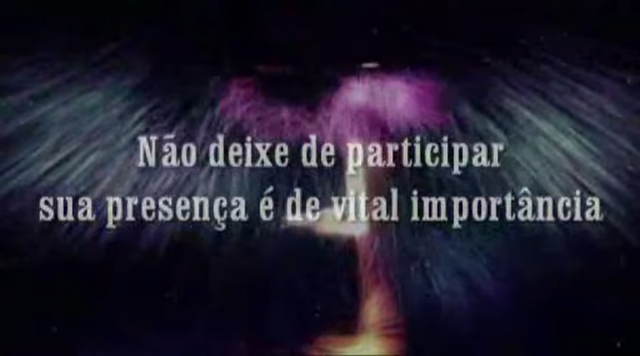 Não deixe de participar
sua presença é de vital importância